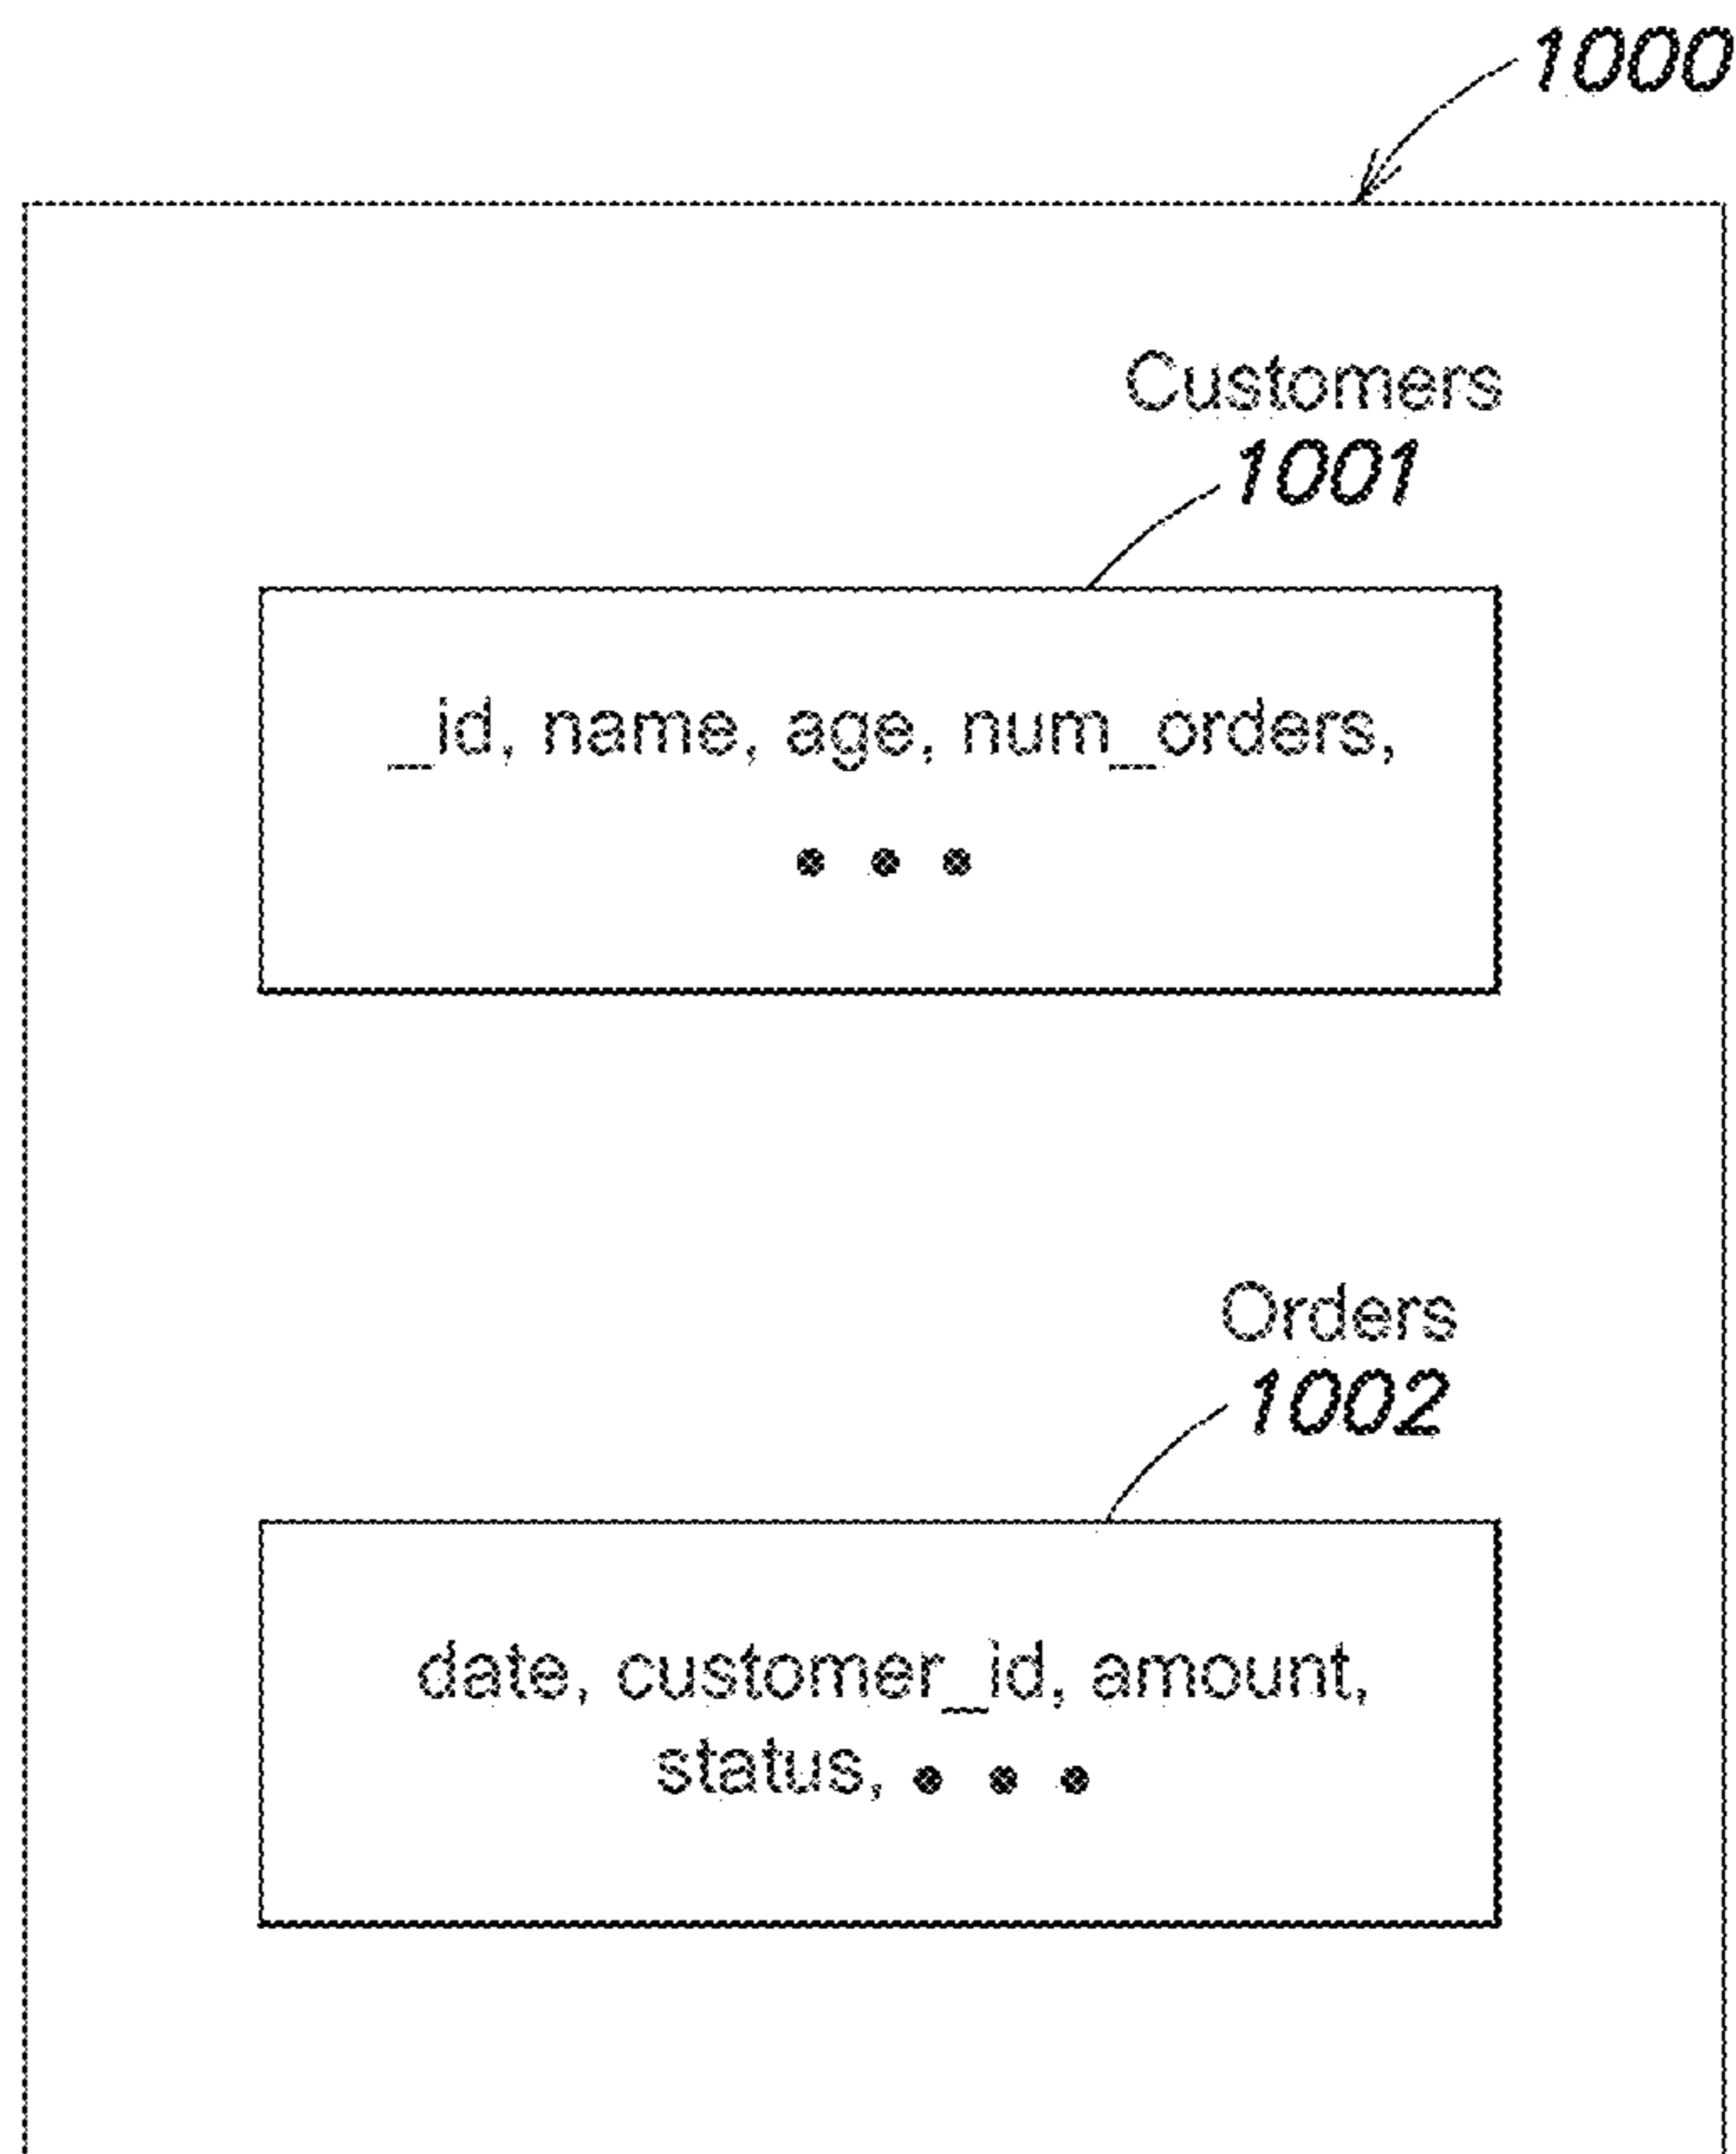 1000
Customers
1001
_id, name, age, num_orders,
• • •
Orders
1002
date, customer_id, amount,
status, • • •